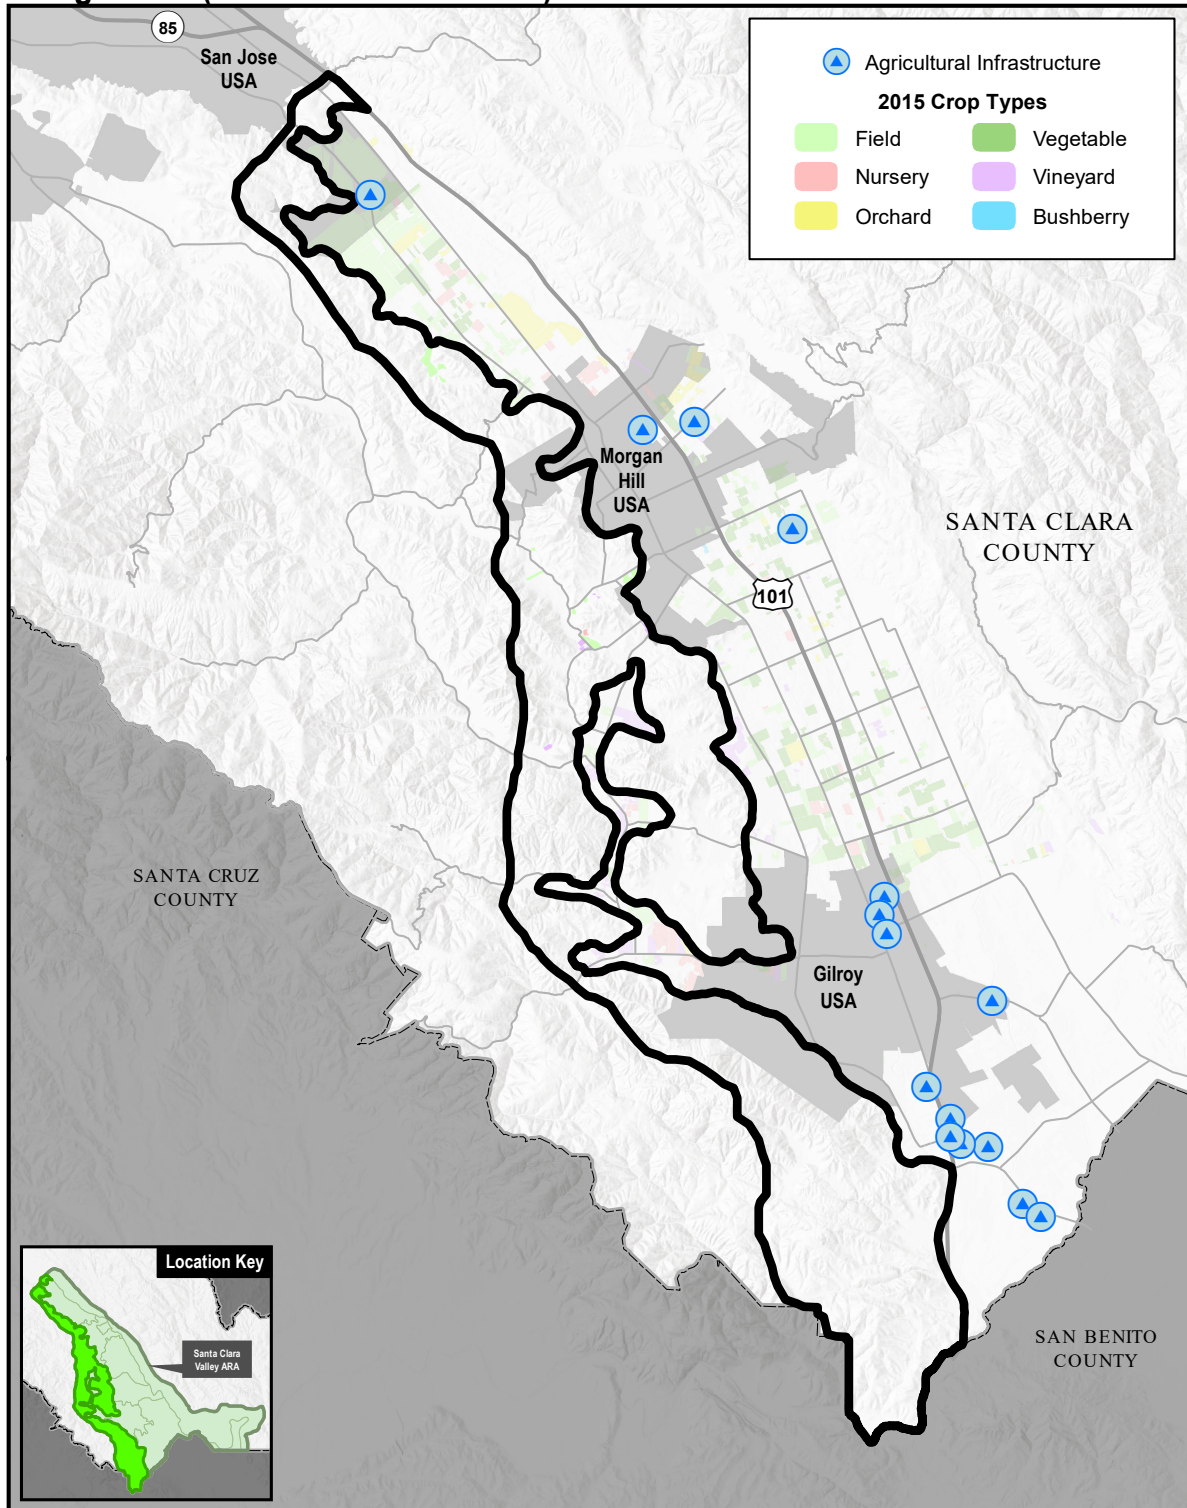 85
San Jose
USA
Agricultural Infrastructure
2015 Crop Types
Field
Vegetable
Nursery
Vineyard
Orchard
Bushberry
Morgan
Hill
USA
SANTA CLARA
COUNTY
101
SANTA CRUZ
COUNTY
Gilroy
USA
Location Key
Santa Clara
Valley ARA
SAN BENITO
COUNTY